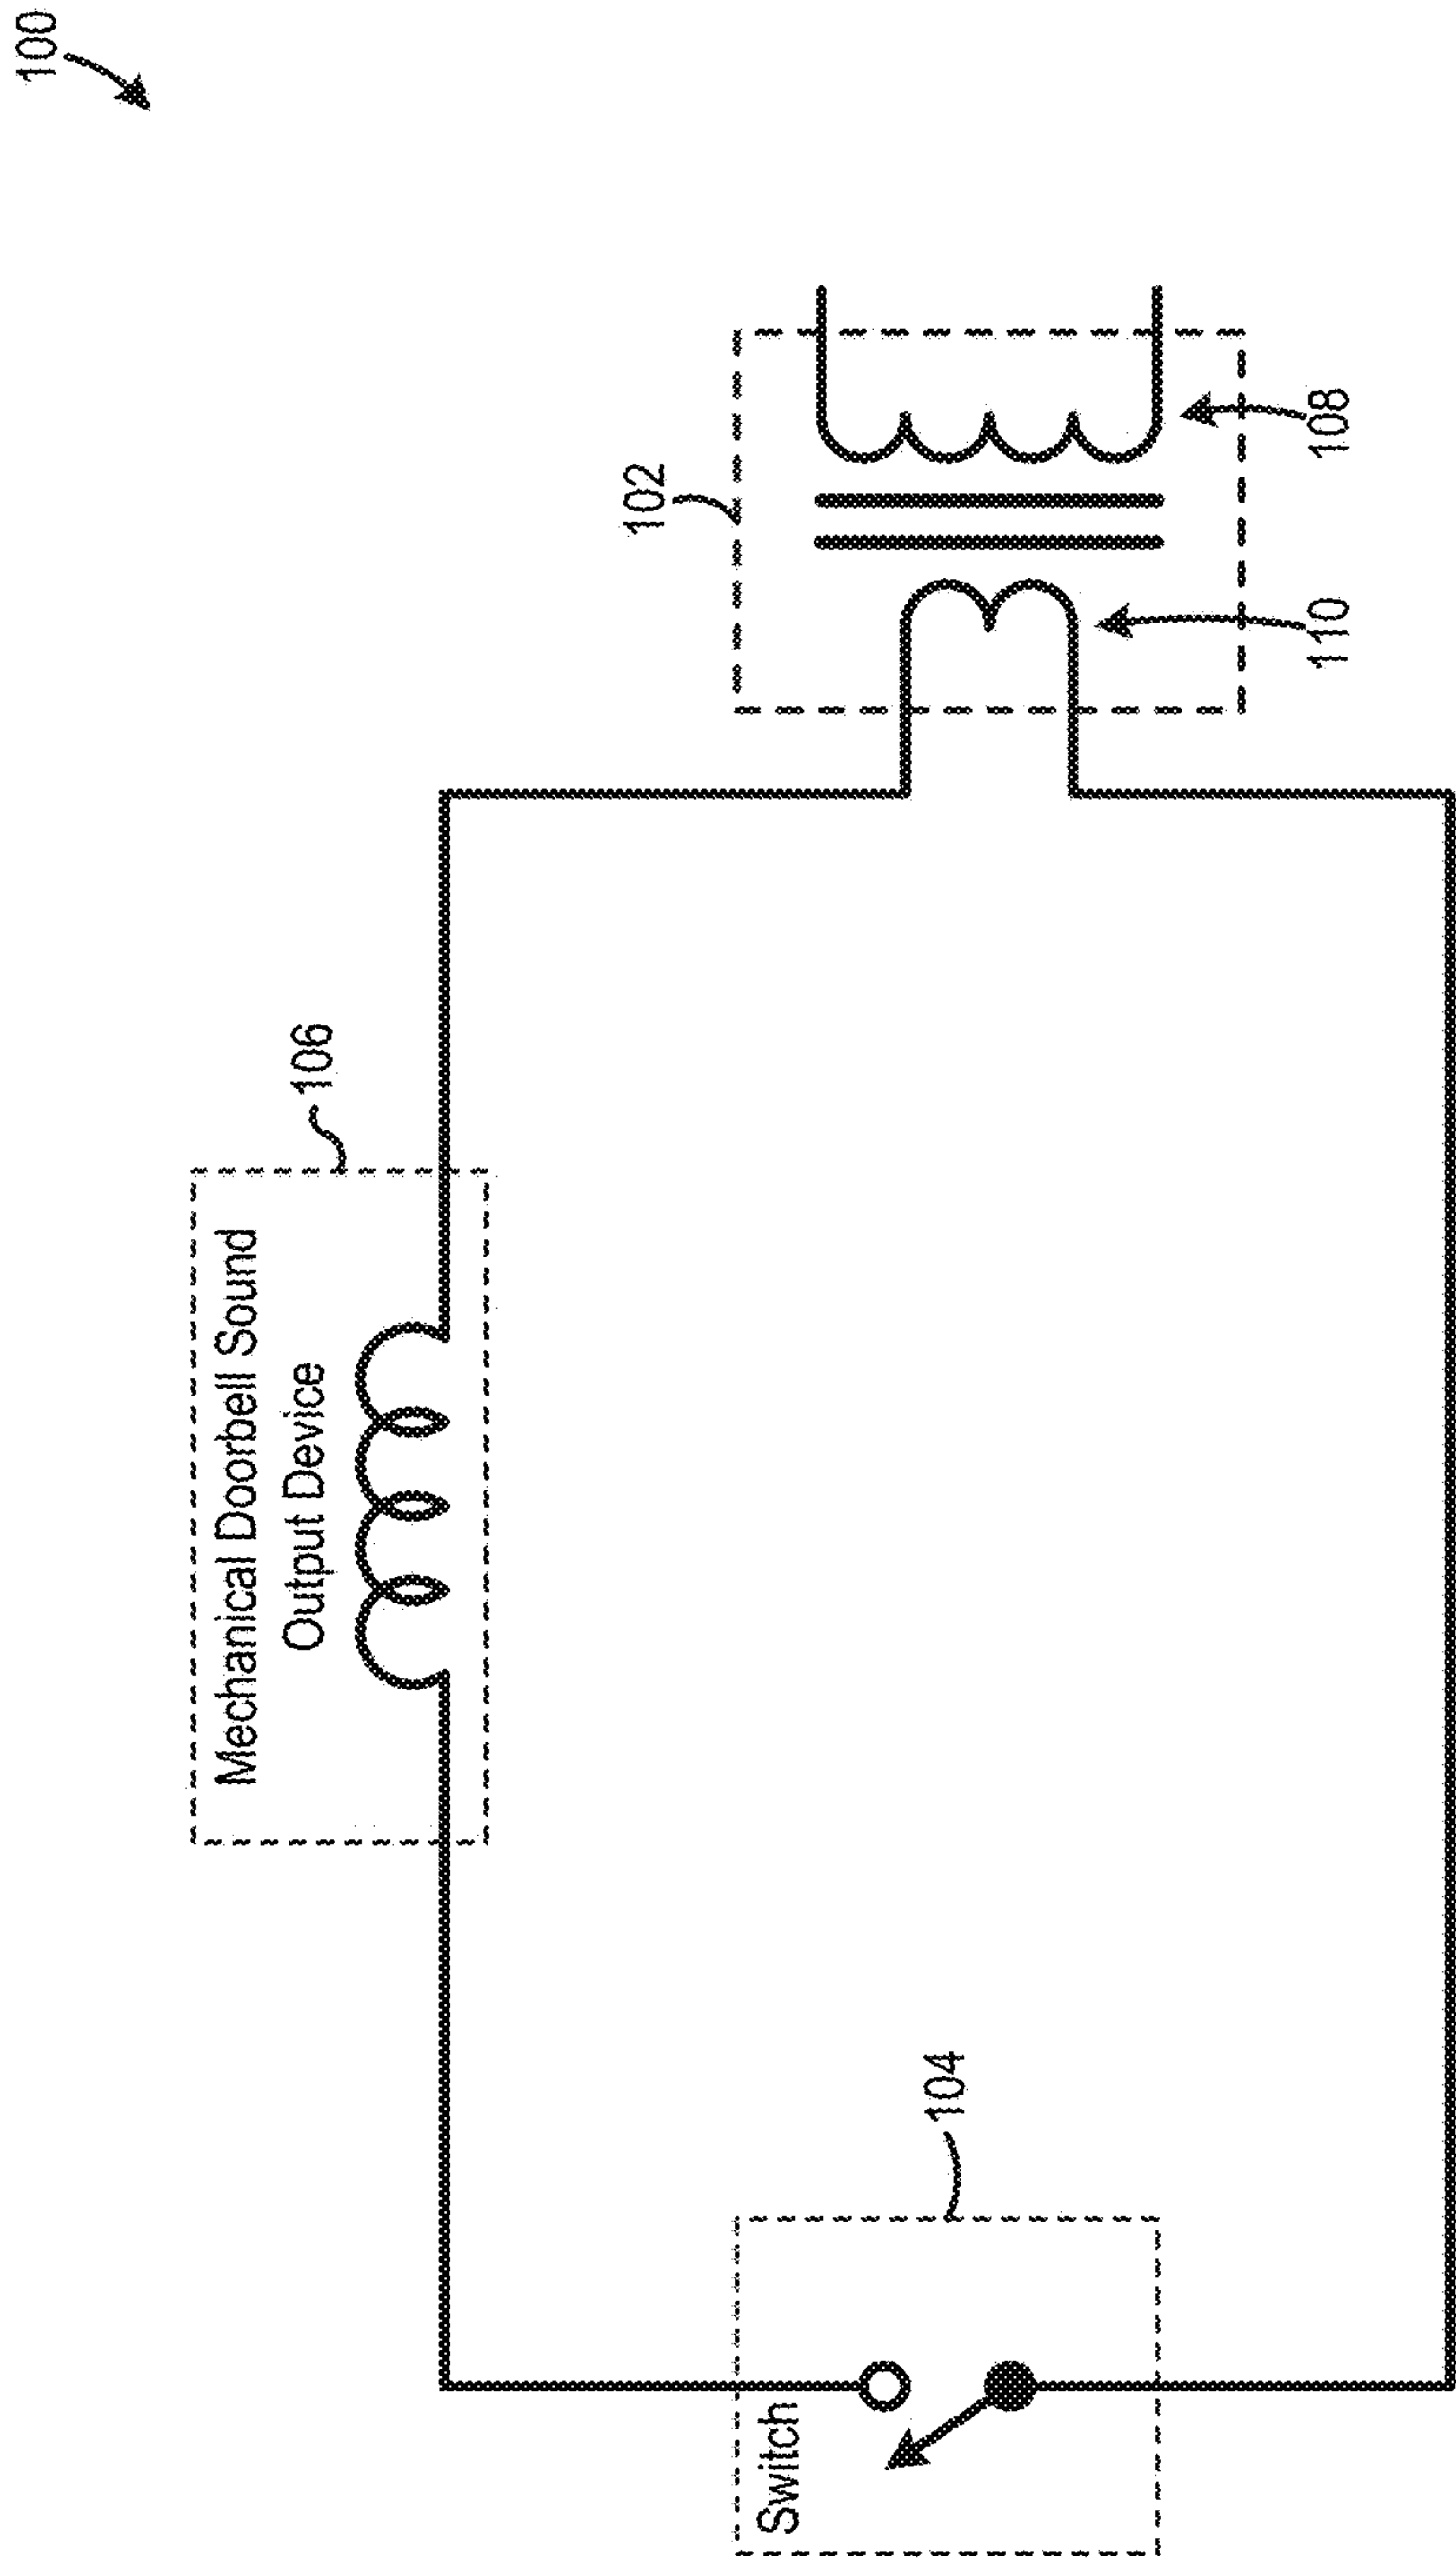 100
Mechanical Doorbell Sound
Output Device
106
102
108
110
Switch
104